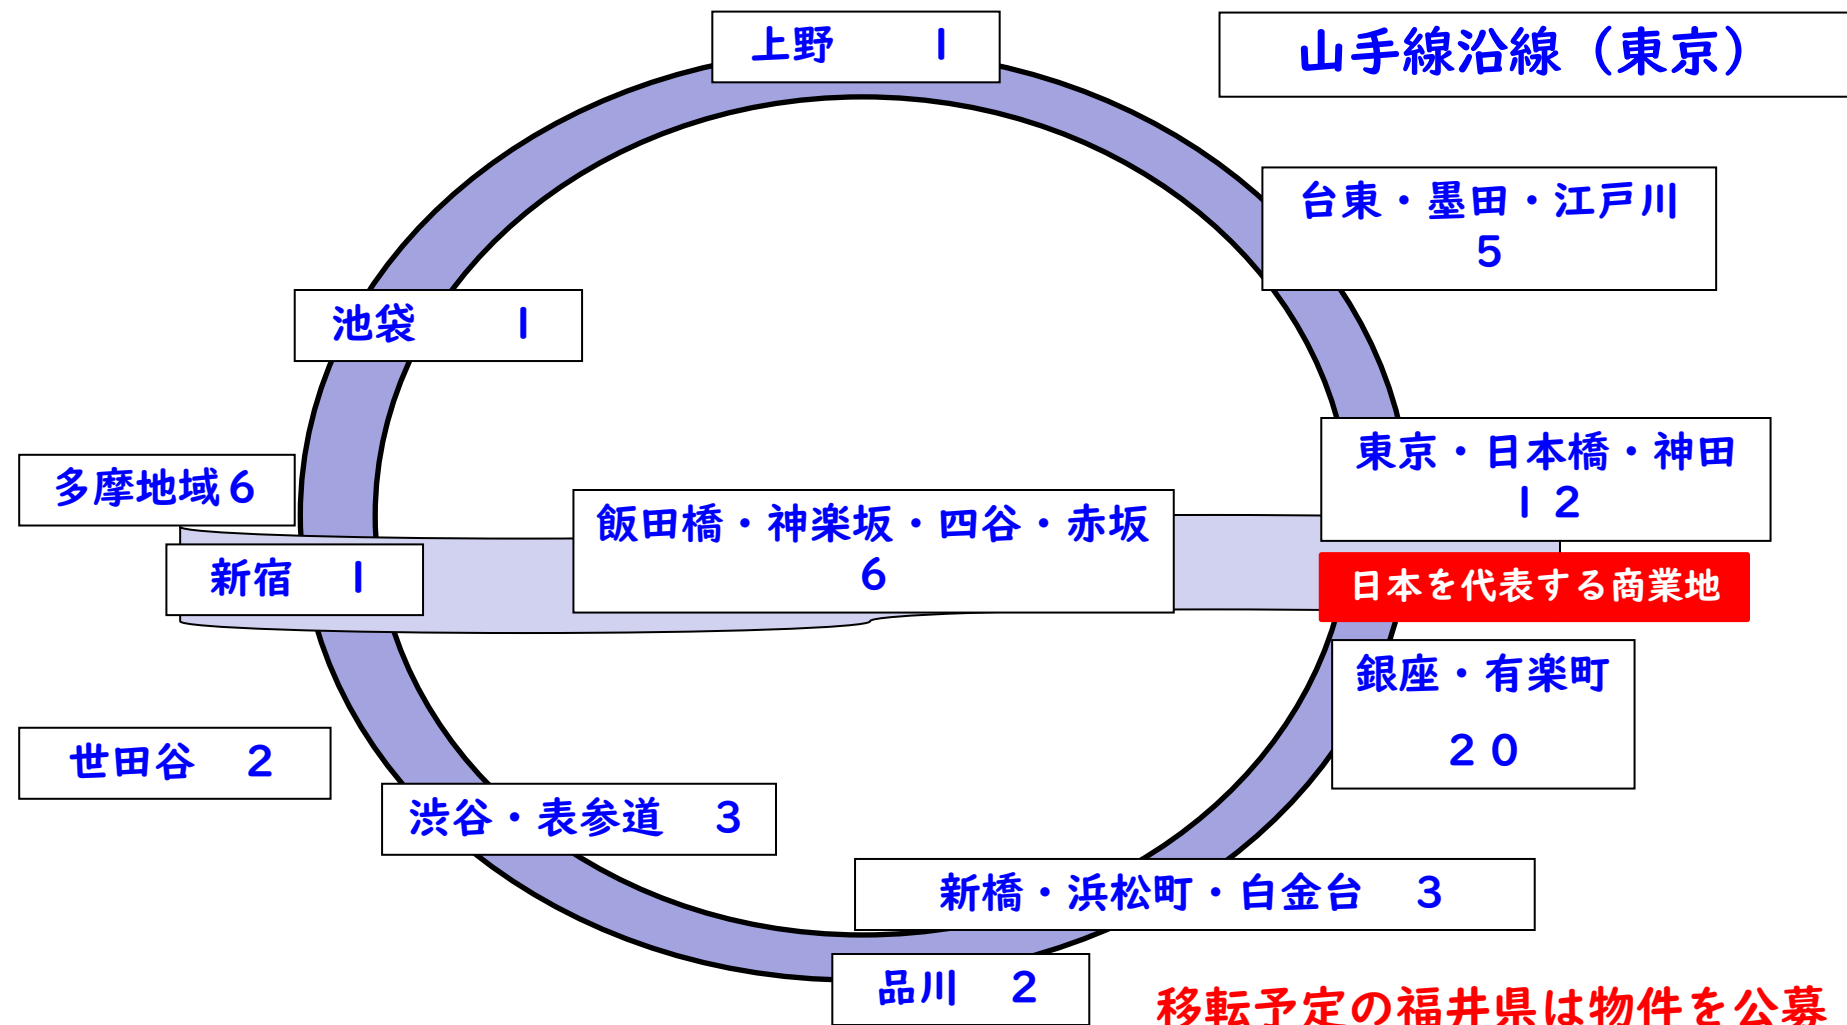 上野　　１
山手線沿線（東京）
台東・墨田・江戸川
５
池袋　　１
東京・日本橋・神田
１２
多摩地域６
飯田橋・神楽坂・四谷・赤坂
６
新宿　１
日本を代表する商業地
銀座・有楽町
２０
世田谷　２
渋谷・表参道　３
新橋・浜松町・白金台　３
品川　２
移転予定の福井県は物件を公募